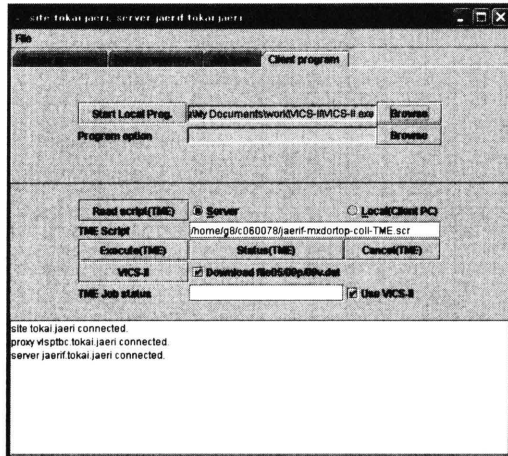 site tokai.jaeri, server jaerif.tokai.jaeri
File
Client program
Start Local Prog. \My Documents\work\VICS-II\VICS-II.exe Browse
Program option Browse
Read script(TME) Server Local(Client PC)
TME Script /home/g8/c060078/jaerif-mxdortop-coll-TME.scr
Execute(TME) Status(TME) Cancel(TME)
VICS-II Download file05/09p/09v.dat
TME Job status Use VICS-II
site tokai.jaeri connected.
proxy vlsptbc.tokai.jaeri connected.
server jaerif.tokai.jaeri connected.